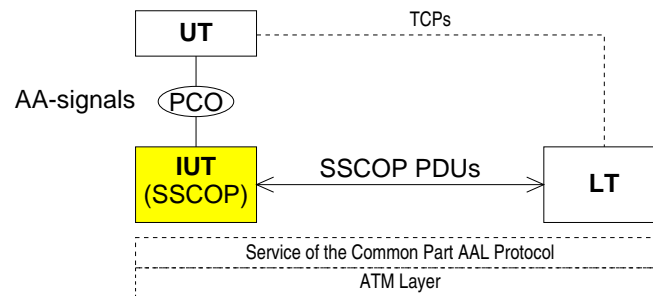 UT
TCPs
AA-signals
PCO
IUT
(SSCOP)
SSCOP PDUs
LT
Service of the Common Part AAL Protocol
ATM Layer